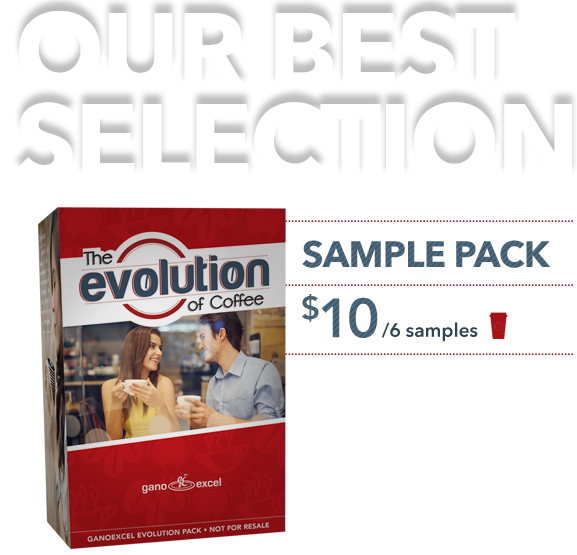 OUR BEST
SELECTION
SAMPLE PACK
$10/6 samples
The
evolution
of Coffee
gano excel
GANOEXCEL EVOLUTION PACK • NOT FOR RESALE